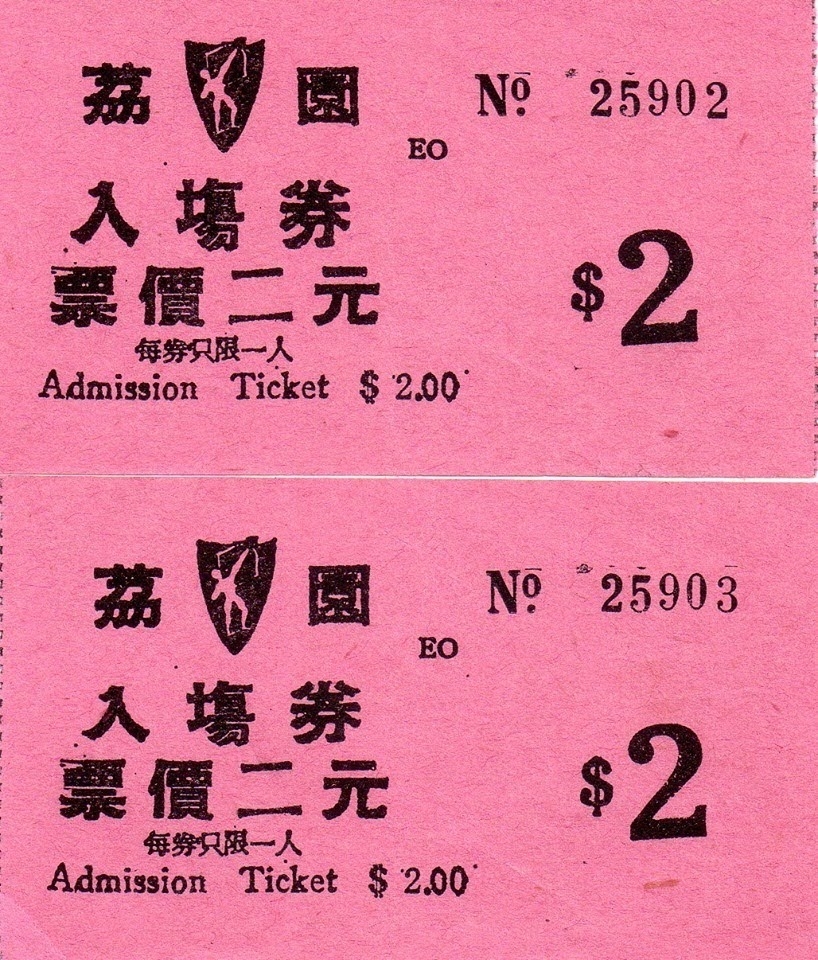 荔園
Nº 25902
EO
入場券
票價二元
$2
每券只限一人
Admission Ticket $ 2.00
荔園
Nº 25903
EO
入場券
票價二元
$2
每券只限一人
Admission Ticket $ 2.00